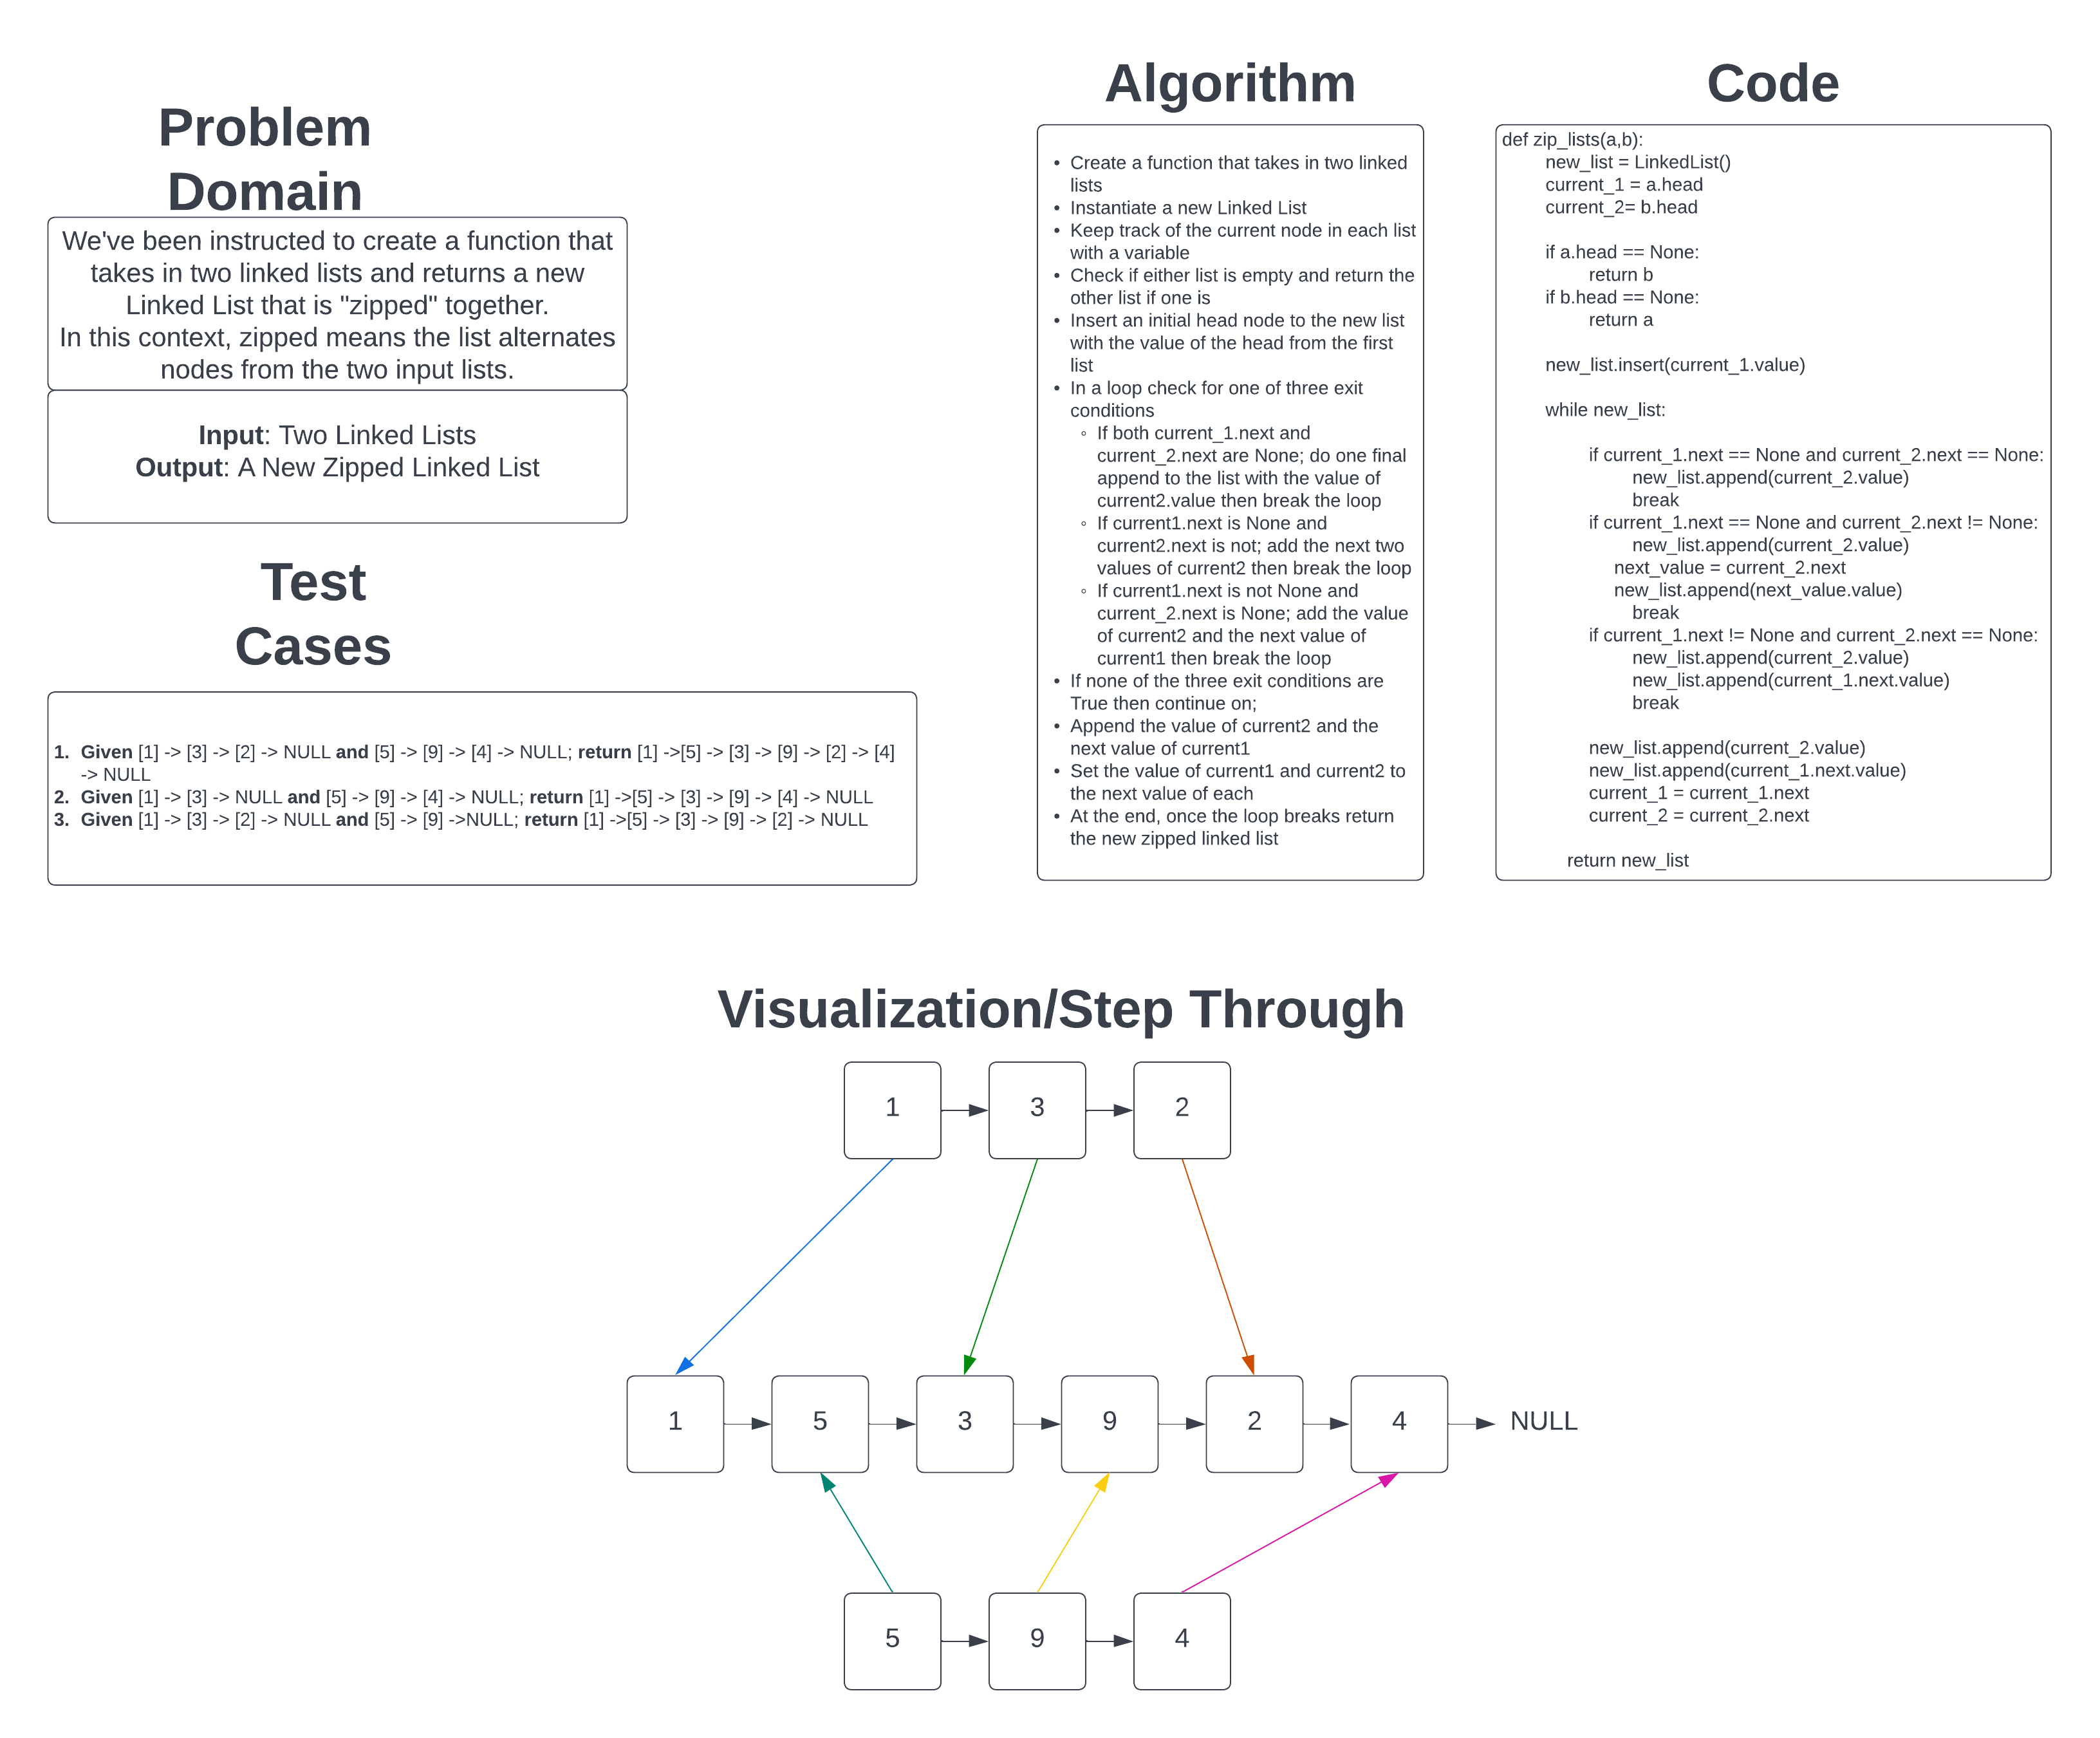 Problem
Domain
We've been instructed to create a function that
takes in two linked lists and returns a new
Linked List that is "zipped" together.
In this context, zipped means the list alternates
nodes from the two input lists.
Input: Two Linked Lists
Output: A New Zipped Linked List
Test
Cases
1. Given [1] -> [3] -> [2] -> NULL and [5] -> [9] -> [4] -> NULL; return [1] ->[5] -> [3] -> [9] -> [2] -> [4]
-> NULL
2. Given [1] -> [3] -> NULL and [5] -> [9] -> [4] -> NULL; return [1] ->[5] -> [3] -> [9] -> [4] -> NULL
3. Given [1] -> [3] -> [2] -> NULL and [5] -> [9] ->NULL; return [1] ->[5] -> [3] -> [9] -> [2] -> NULL
Algorithm
• Create a function that takes in two linked
lists
• Instantiate a new Linked List
• Keep track of the current node in each list
with a variable
• Check if either list is empty and return the
other list if one is
• Insert an initial head node to the new list
with the value of the head from the first
list
• In a loop check for one of three exit
conditions
◦ If both current_1.next and
current_2.next are None; do one final
append to the list with the value of
current2.value then break the loop
◦ If current1.next is None and
current2.next is not; add the next two
values of current2 then break the loop
◦ If current1.next is not None and
current_2.next is None; add the value
of current2 and the next value of
current1 then break the loop
• If none of the three exit conditions are
True then continue on;
• Append the value of current2 and the
next value of current1
• Set the value of current1 and current2 to
the next value of each
• At the end, once the loop breaks return
the new zipped linked list
Code
def zip_lists(a,b):
new_list = LinkedList()
current_1 = a.head
current_2= b.head
if a.head == None:
return b
if b.head == None:
return a
new_list.insert(current_1.value)
while new_list:
if current_1.next == None and current_2.next == None:
new_list.append(current_2.value)
break
if current_1.next == None and current_2.next != None:
new_list.append(current_2.value)
next_value = current_2.next
new_list.append(next_value.value)
break
if current_1.next != None and current_2.next == None:
new_list.append(current_2.value)
new_list.append(current_1.next.value)
break
new_list.append(current_2.value)
new_list.append(current_1.next.value)
current_1 = current_1.next
current_2 = current_2.next
return new_list
Visualization/Step Through
1 3 2
1 5 3 9 2 4 NULL
5 9 4